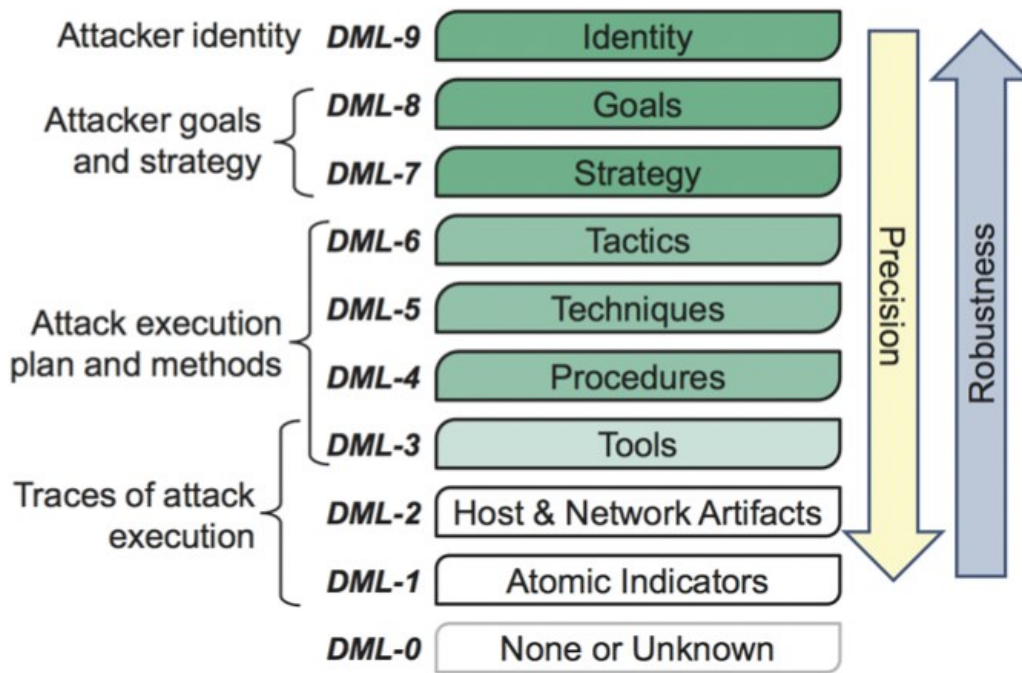 Attacker identity DML-9 Identity
Attacker goals
and strategy
DML-8 Goals
DML-7 Strategy
Attack execution
plan and methods
DML-6 Tactics
DML-5 Techniques
DML-4 Procedures
DML-3 Tools
Traces of attack
execution
DML-2 Host & Network Artifacts
DML-1 Atomic Indicators
DML-0 None or Unknown
Precision
Robustness